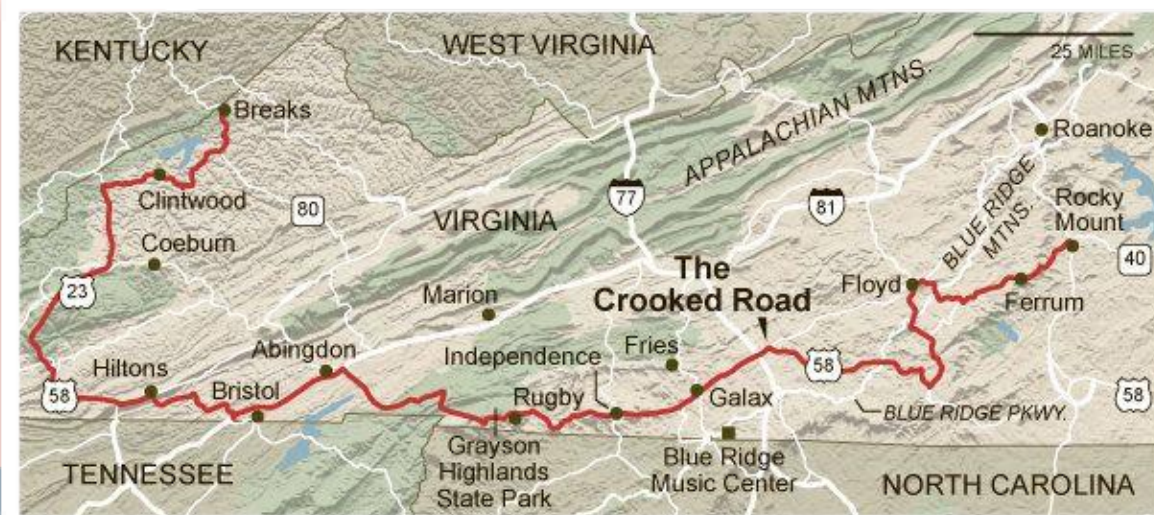 KENTUCKY
WEST VIRGINIA
25 MILES
Breaks
APPALACHIAN MTNS.
Roanoke
Clintwood
80
77
81
BLUE RIDGE
MTNS.
Rocky
Mount
VIRGINIA
Coeburn
40
23
Marion
The
Crooked Road
Floyd
Ferrum
Hiltons
Abingdon
Independence
Fries
58
58
Bristol
Rugby
Galax
58
BLUE RIDGE PKWY.
Grayson
Highlands
State Park
Blue Ridge
Music Center
TENNESSEE
NORTH CAROLINA